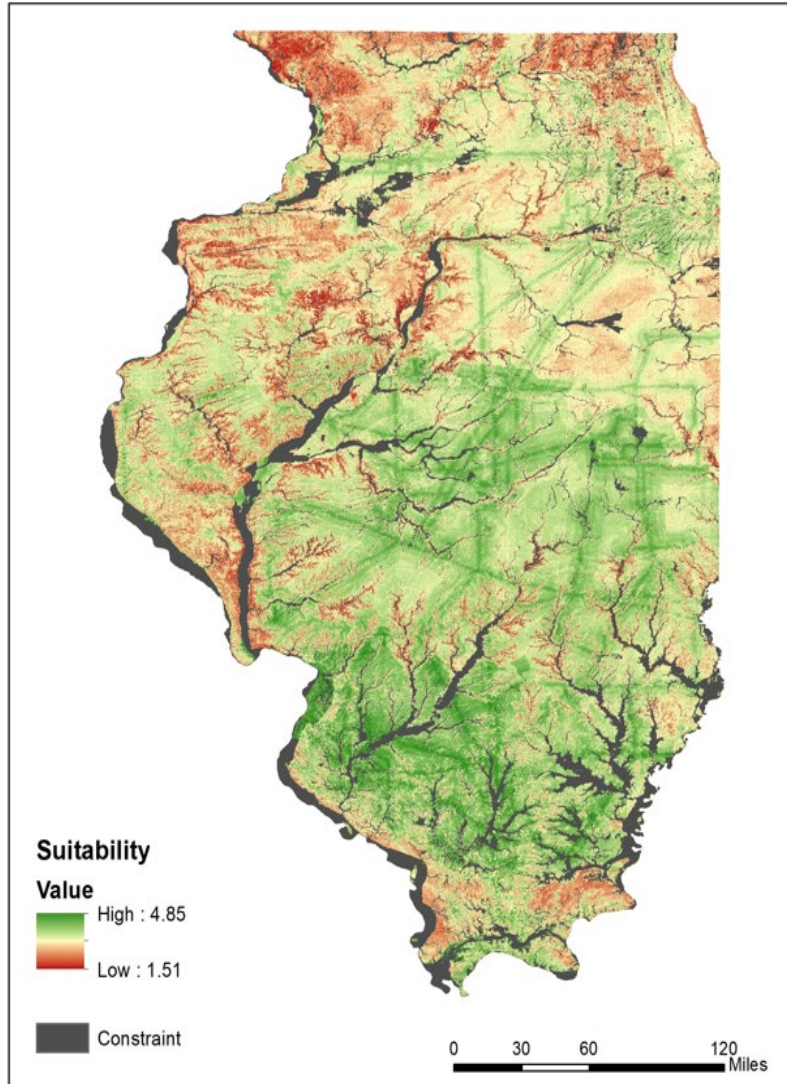 Suitability
Value
High : 4.85
Low : 1.51
Constraint
0 30 60 120
Miles